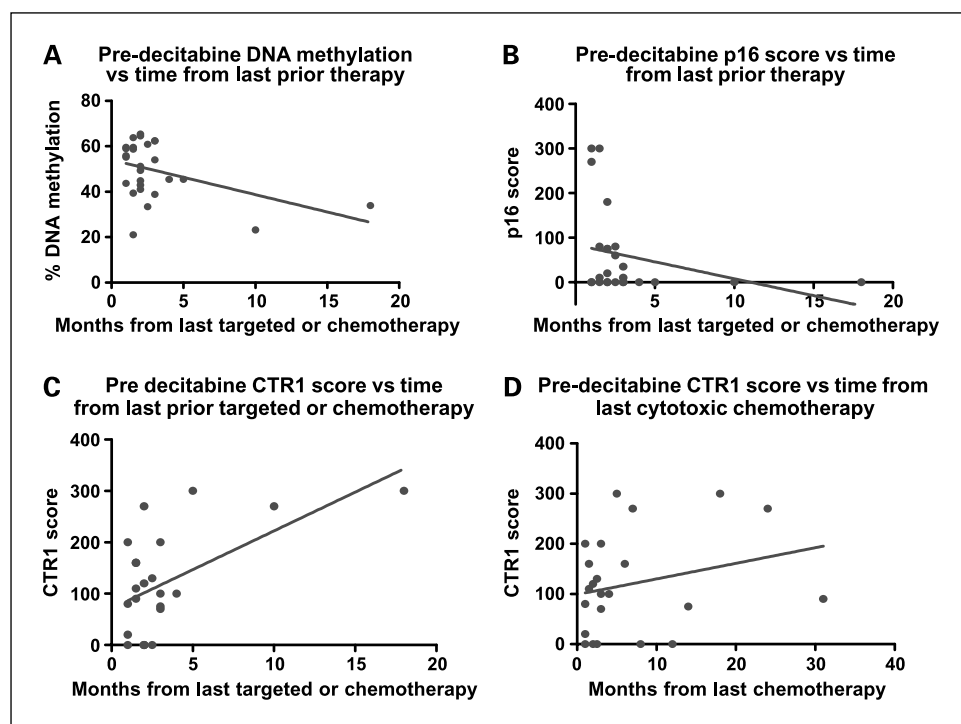 A
Pre-decitabine DNA methylation
vs time from last prior therapy
% DNA methylation
80
60
40
20
0
0 5 10 15 20
Months from last targeted or chemotherapy
B
Pre-decitabine p16 score vs time
from last prior therapy
p16 score
400
300
200
100
0
5 10 15 20
Months from last targeted or chemotherapy
C
Pre decitabine CTR1 score vs time
from last prior targeted or chemotherapy
CTR1 score
400
300
200
100
0
0 5 10 15 20
Months from last targeted or chemotherapy
D
Pre-decitabine CTR1 score vs time from
last cytotoxic chemotherapy
CTR1 score
400
300
200
100
0
0 10 20 30 40
Months from last chemotherapy